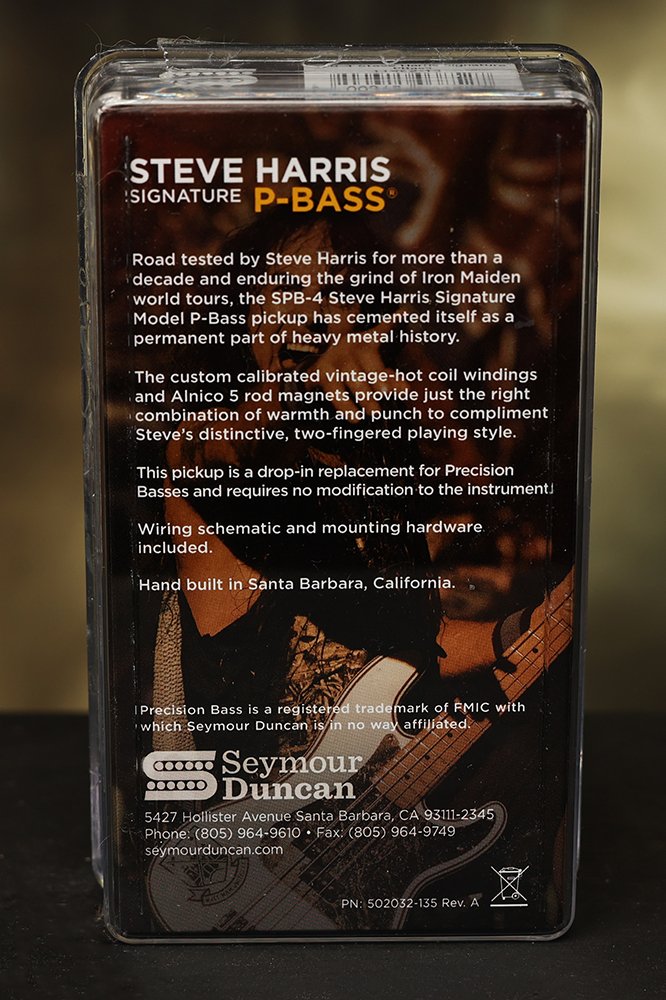 STEVE HARRIS
SIGNATURE P-BASS®
Road tested by Steve Harris for more than a
decade and enduring the grind of Iron Maiden
world tours, the SPB-4 Steve Harris Signature
Model P-Bass pickup has cemented itself as a
permanent part of heavy metal history.
The custom calibrated vintage-hot coil windings
and Alnico 5 rod magnets provide just the right
combination of warmth and punch to compliment
Steve's distinctive, two-fingered playing style.
This pickup is a drop-in replacement for Precision
Basses and requires no modification to the instrument.
Wiring schematic and mounting hardware
included.
Hand built in Santa Barbara, California.
Precision Bass is a registered trademark of FMIC with
which Seymour Duncan is in no way affiliated.
Seymour
Duncan
5427 Hollister Avenue Santa Barbara, CA 93111-2345
Phone: (805) 964-9610 • Fax: (805) 964-9749
seymourduncan.com
PN: 502032-135 Rev. A